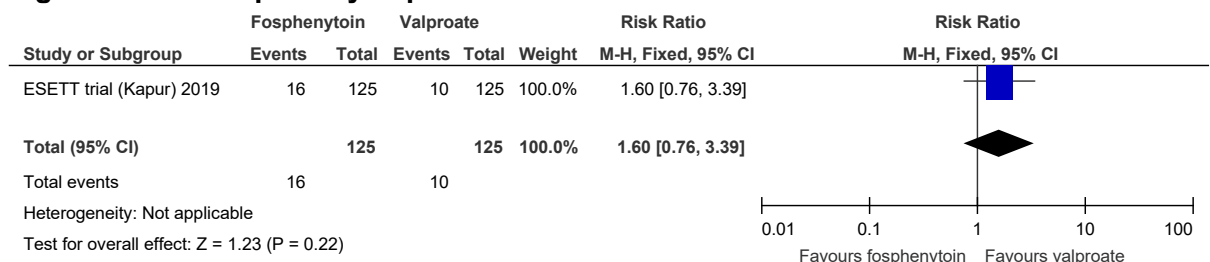 Fosphenytoin Valproate Risk Ratio Risk Ratio
Study or Subgroup Events Total Events Total Weight M-H, Fixed, 95% CI M-H, Fixed, 95% CI
ESETT trial (Kapur) 2019 16 125 10 125 100.0% 1.60 [0.76, 3.39]
Total (95% CI) 125 125 100.0% 1.60 [0.76, 3.39]
Total events 16 10
Heterogeneity: Not applicable
Test for overall effect: Z = 1.23 (P = 0.22)
0.01 0.1 1 10 100
Favours fosphenytoin Favours valproate